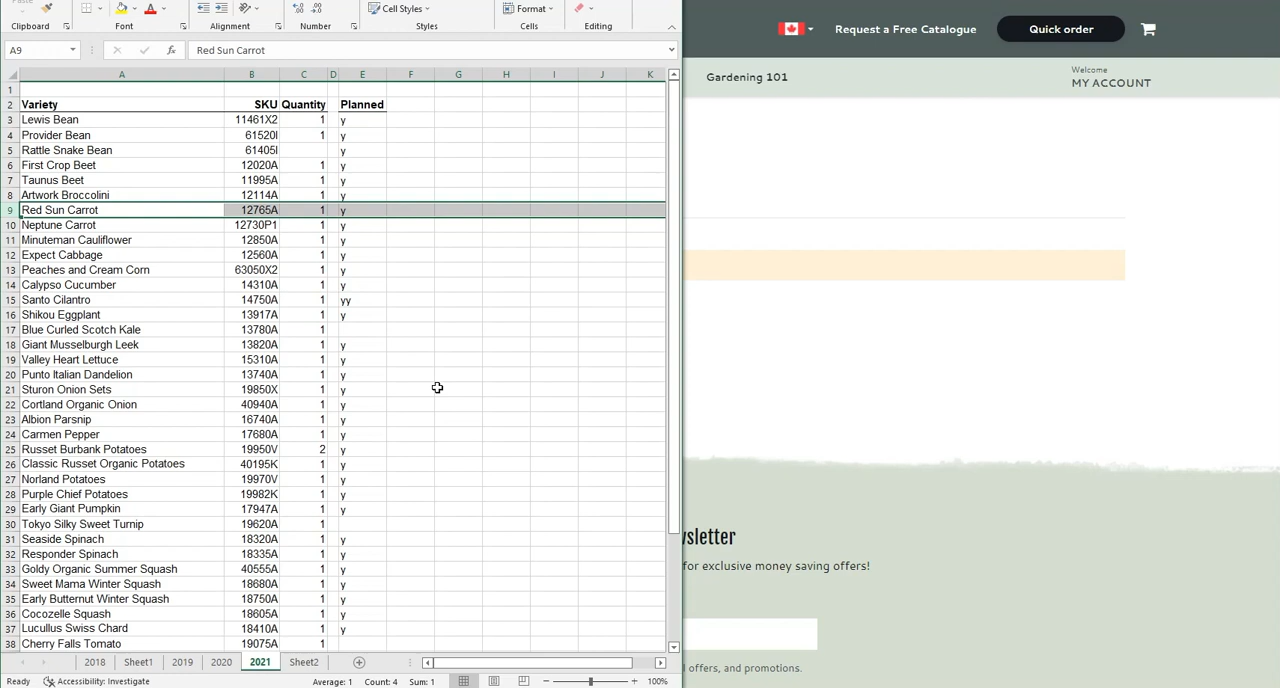 Cell Styles
Format
Clipboard
Font
Alignment
Number
Styles
Cells
Editing
A9
fx
Red Sun Carrot
A B C D E F G H I J K
1
2 Variety SKU Quantity Planned
3 Lewis Bean 11461X2 1 y
4 Provider Bean 61520I 1 y
5 Rattle Snake Bean 61405I y
6 First Crop Beet 12020A 1 y
7 Taunus Beet 11995A 1 y
8 Artwork Broccolini 12114A 1 y
9 Red Sun Carrot 12765A 1 y
10 Neptune Carrot 12730P1 1 y
11 Minuteman Cauliflower 12850A 1 y
12 Expect Cabbage 12560A 1 y
13 Peaches and Cream Corn 63050X2 1 y
14 Calypso Cucumber 14310A 1 y
15 Santo Cilantro 14750A 1 yy
16 Shikou Eggplant 13917A 1 y
17 Blue Curled Scotch Kale 13780A 1
18 Giant Musselburgh Leek 13820A 1 y
19 Valley Heart Lettuce 15310A 1 y
20 Punto Italian Dandelion 13740A 1 y
21 Sturon Onion Sets 19850X 1 y
22 Cortland Organic Onion 40940A 1 y
23 Albion Parsnip 16740A 1 y
24 Carmen Pepper 17680A 1 y
25 Russet Burbank Potatoes 19950V 2 y
26 Classic Russet Organic Potatoes 40195K 1 y
27 Norland Potatoes 19970V 1 y
28 Purple Chief Potatoes 19982K 1 y
29 Early Giant Pumpkin 17947A 1 y
30 Tokyo Silky Sweet Turnip 19620A 1
31 Seaside Spinach 18320A 1 y
32 Responder Spinach 18335A 1 y
33 Goldy Organic Summer Squash 40555A 1 y
34 Sweet Mama Winter Squash 18680A 1 y
35 Early Butternut Winter Squash 18750A 1 y
36 Cocozelle Squash 18605A 1 y
37 Lucullus Swiss Chard 18410A 1 y
38 Cherry Falls Tomato 19075A 1
2018 Sheet1 2019 2020 2021 Sheet2
Ready Accessibility: Investigate Average: 1 Count: 4 Sum: 1 100%
Request a Free Catalogue
Quick order
Gardening 101
Welcome
MY ACCOUNT
wsletter
for exclusive money saving offers!
l offers, and promotions.